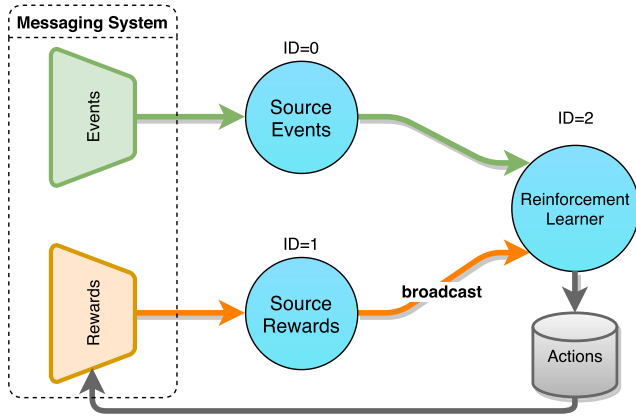 Messaging System
Events
ID=0
Source
Events
ID=2
Reinforcement
Learner
Rewards
ID=1
Source
Rewards
broadcast
Actions